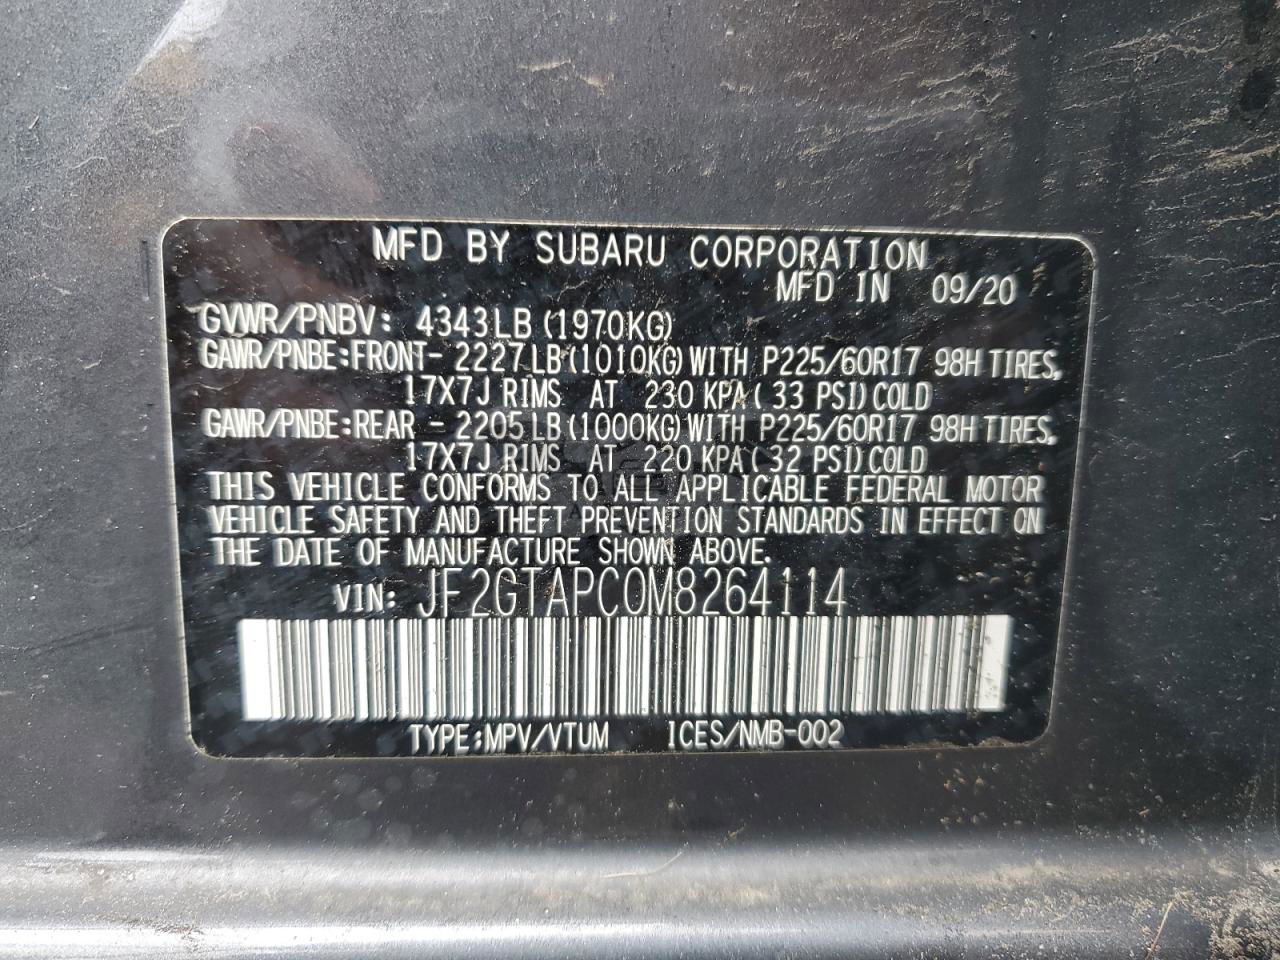 MFD BY SUBARU CORPORATION
MFD IN 09/20
GVWR/PNBV: 4343LB(1970KG)
GAWR/PNBE:FRONT- 2227LB(1010KG)WITH P225/60R17 98H TIRES,
17X7J RIMS AT 230 KPA(33 PSI)COLD
GAWR/PNBE:REAR - 2205LB(1000KG)WITH P225/60R17 98H TIRES,
17X7J RIMS AT 220 KPA(32 PSI)COLD
THIS VEHICLE CONFORMS TO ALL APPLICABLE FEDERAL MOTOR
VEHICLE SAFETY AND THEFT PREVENTION STANDARDS IN EFFECT ON
THE DATE OF MANUFACTURE SHOWN ABOVE.
VIN: JF2GTAPC0M8264114
TYPE:MPV/VTUM ICES/NMB-002